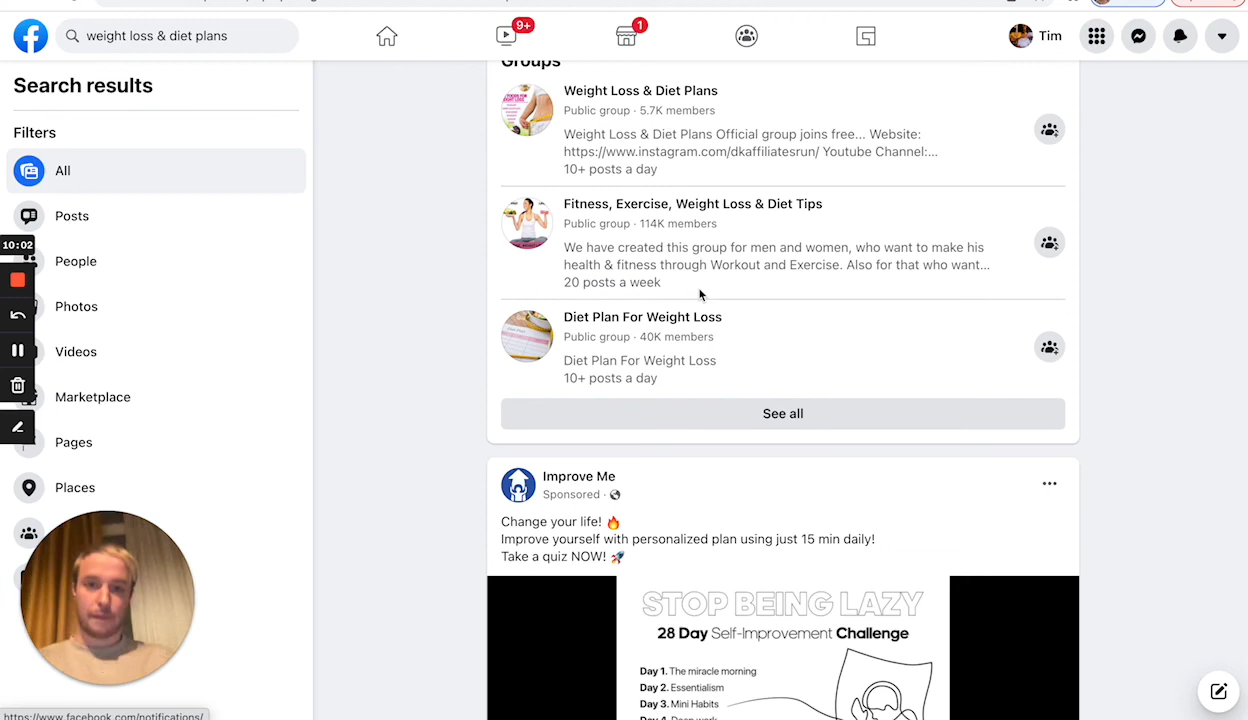 weight loss & diet plans
9+
1
Tim
Search results
Filters
All
Posts
10:02
People
Photos
Videos
Marketplace
Pages
Places
Groups
Weight Loss & Diet Plans
Public group · 5.7K members
Weight Loss & Diet Plans Official group joins free... Website:
https://www.instagram.com/dkaffiliatesrun/ Youtube Channel:...
10+ posts a day
Fitness, Exercise, Weight Loss & Diet Tips
Public group · 114K members
We have created this group for men and women, who want to make his
health & fitness through Workout and Exercise. Also for that who want...
20 posts a week
Diet Plan For Weight Loss
Public group · 40K members
Diet Plan For Weight Loss
10+ posts a day
See all
Improve Me
Sponsored ·
Change your life! 🔥
Improve yourself with personalized plan using just 15 min daily!
Take a quiz NOW! 🚀
STOP BEING LAZY
28 Day Self-Improvement Challenge
Day 1. The miracle morning
Day 2. Essentialism
Day 3. Mini Habits
Day 4. Deep work
https://www.facebook.com/notifications/